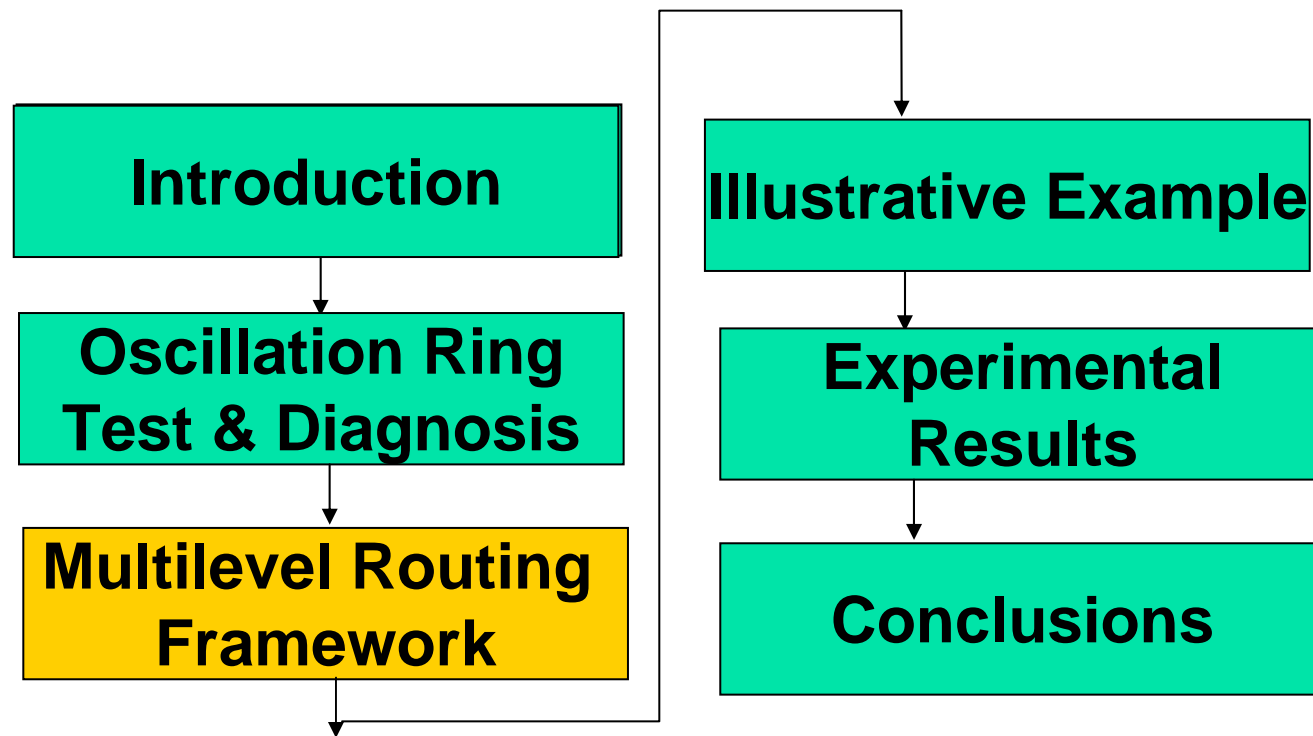 Introduction
Oscillation Ring
Test & Diagnosis
Multilevel Routing
Framework
Illustrative Example
Experimental
Results
Conclusions